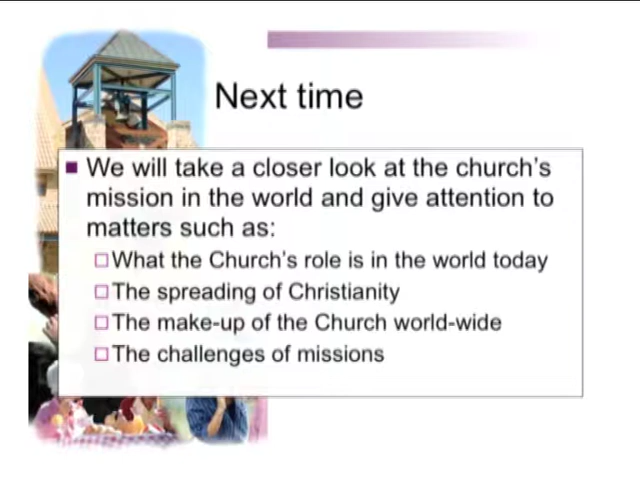 Next time
We will take a closer look at the church's
mission in the world and give attention to
matters such as:
What the Church's role is in the world today
The spreading of Christianity
The make-up of the Church world-wide
The challenges of missions